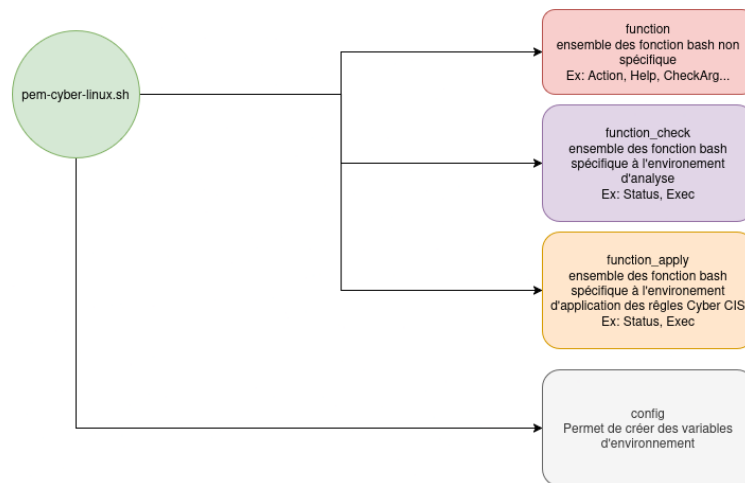 function
ensemble des fonction bash non
spécifique
Ex: Action, Help, CheckArg...
pem-cyber-linux.sh
function_check
ensemble des fonction bash
spécifique à l'environement
d'analyse
Ex: Status, Exec
function_apply
ensemble des fonction bash
spécifique à l'environement
d'application des rêgles Cyber CIS
Ex: Status, Exec
config
Permet de créer des variables
d'environnement